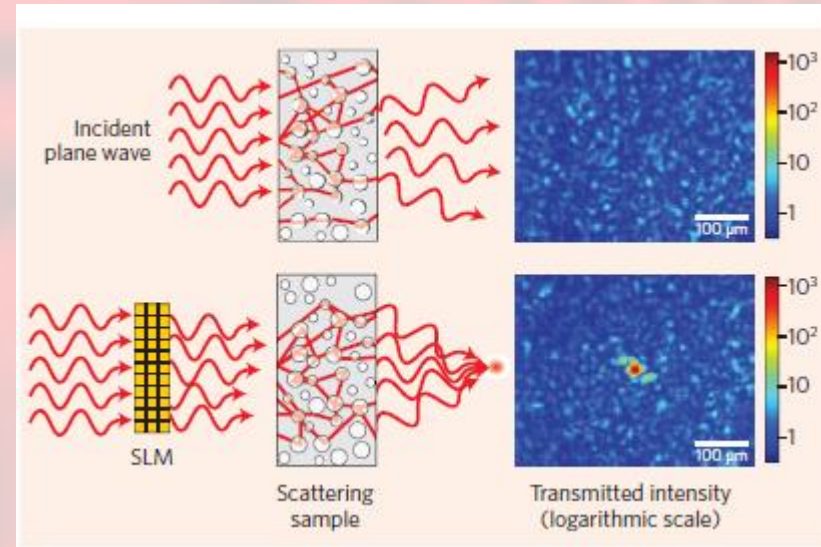 Incident
plane wave
10³
10²
10
1
100 μm
SLM
10³
10²
10
1
100 μm
Scattering
sample
Transmitted intensity
(logarithmic scale)